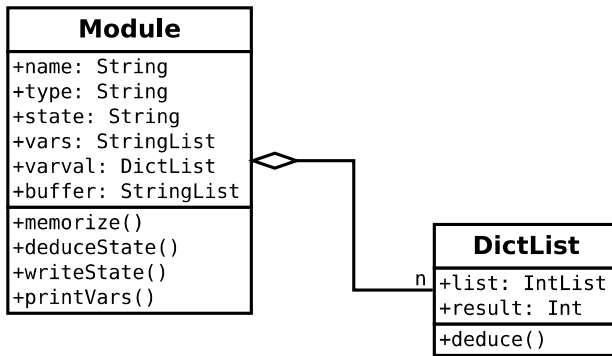 Module
+name: String
+type: String
+state: String
+vars: StringList
+varval: DictList
+buffer: StringList
+memorize()
+deduceState()
+writeState()
+printVars()
n
DictList
+list: IntList
+result: Int
+deduce()